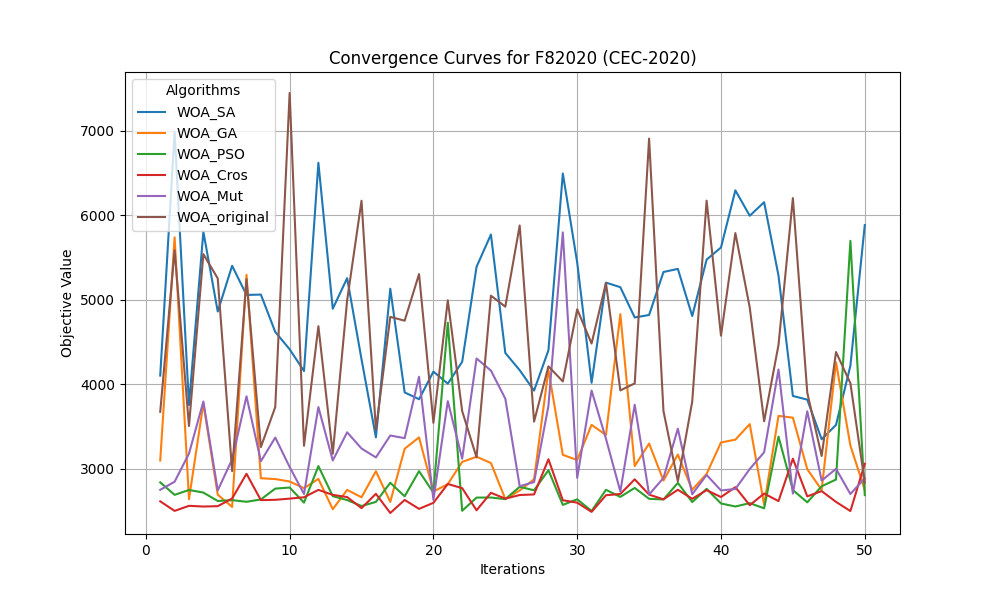 Convergence Curves for F82020 (CEC-2020)
Algorithms
WOA_SA
WOA_GA
WOA_PSO
WOA_Cros
WOA_Mut
WOA_original
7000
6000
5000
4000
3000
Objective Value
0 10 20 30 40 50
Iterations